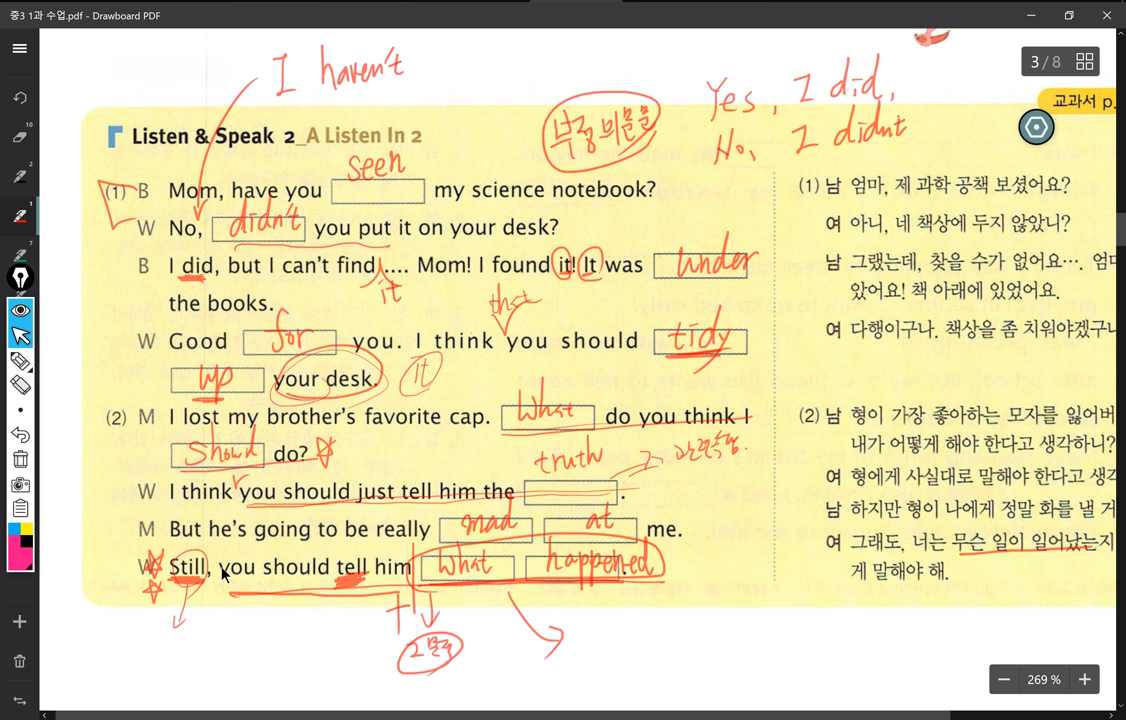 중3 1과 수업.pdf - Drawboard PDF
3 / 8
교과서 p.
I haven't
Yes, I did,
No, I didn't
부정의문문
Listen & Speak 2_A Listen In 2
seen
(1) B Mom, have you my science notebook?
W No, didn't you put it on your desk?
B I did, but I can't find .... Mom! I found it! It was under
it
the books.
that
W Good for you. I think you should tidy
up your desk. it
(2) M I lost my brother's favorite cap. What do you think I
should do?
truth
W I think you should just tell him the .
M But he's going to be really mad at me.
W Still, you should tell him what happened.
(1) 남 엄마, 제 과학 공책 보셨어요?
여 아니, 네 책상에 두지 않았니?
남 그랬는데, 찾을 수가 없어요…. 엄
았어요! 책 아래에 있었어요.
여 다행이구나. 책상을 좀 치워야겠구
(2) 남 형이 가장 좋아하는 모자를 잃어버
내가 어떻게 해야 한다고 생각하니?
여 형에게 사실대로 말해야 한다고 생각
남 하지만 형이 나에게 정말 화를 낼 거
여 그래도, 너는 무슨 일이 일어났는지
게 말해야 해.
269 %